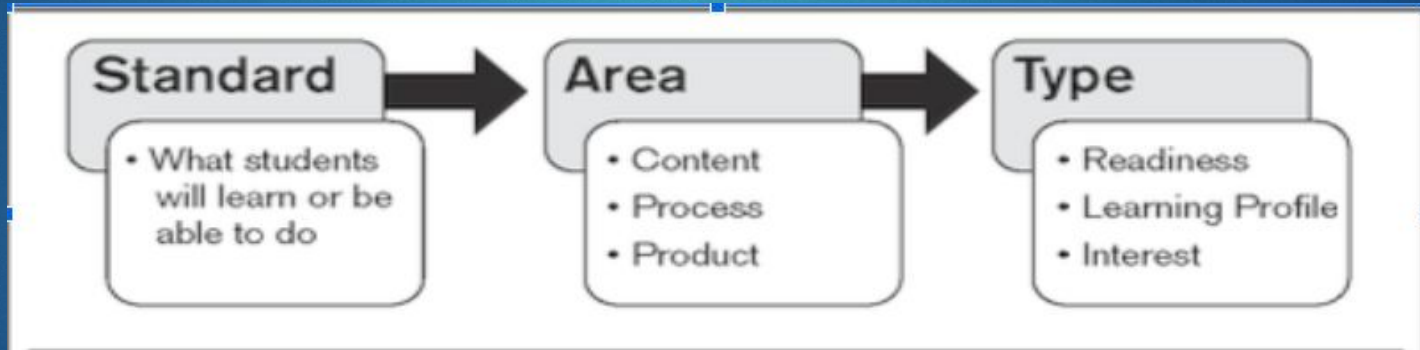 Standard
• What students
will learn or be
able to do
Area
• Content
• Process
• Product
Type
• Readiness
• Learning Profile
• Interest